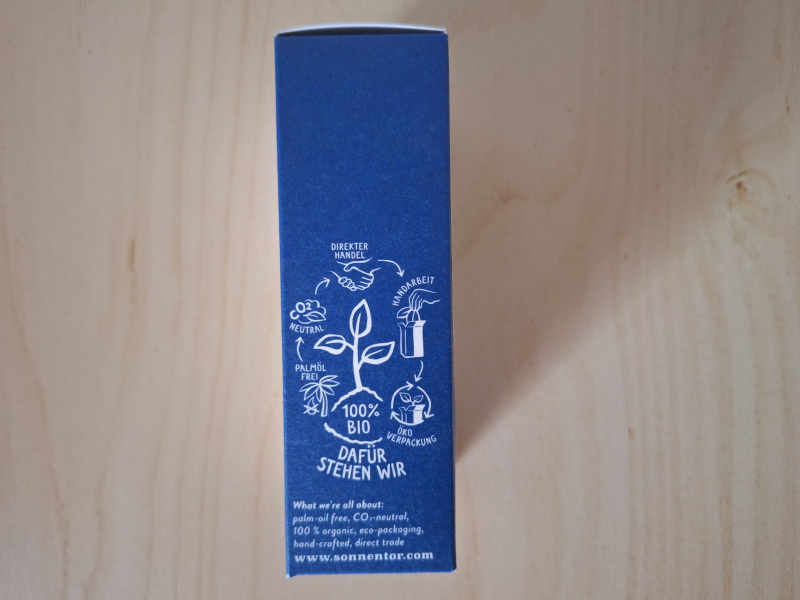 DIREKTER
HANDEL
HANDARBEIT
CO2
NEUTRAL
PALMÖL
FREI
100%
BIO
ÖKO
VERPACKUNG
DAFÜR
STEHEN WIR
What we're all about:
palm-oil free, CO₂-neutral,
100 % organic, eco-packaging,
hand-crafted, direct trade
www.sonnentor.com